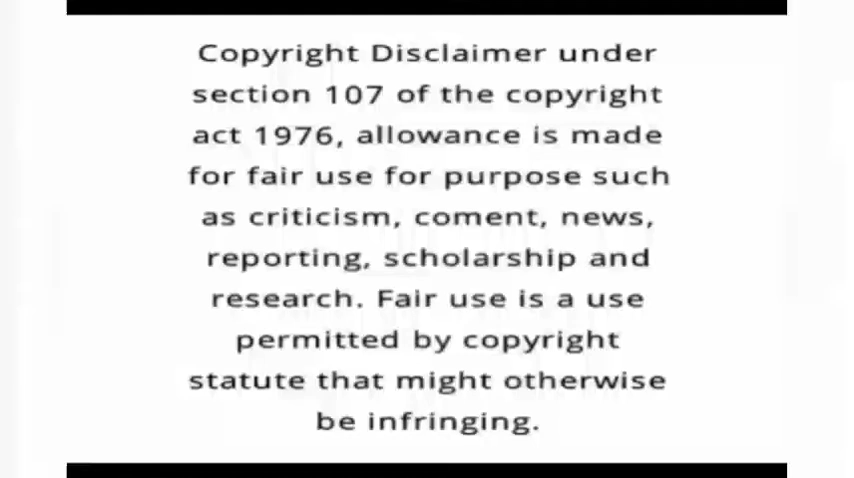 Copyright Disclaimer under
section 107 of the copyright
act 1976, allowance is made
for fair use for purpose such
as criticism, coment, news,
reporting, scholarship and
research. Fair use is a use
permitted by copyright
statute that might otherwise
be infringing.